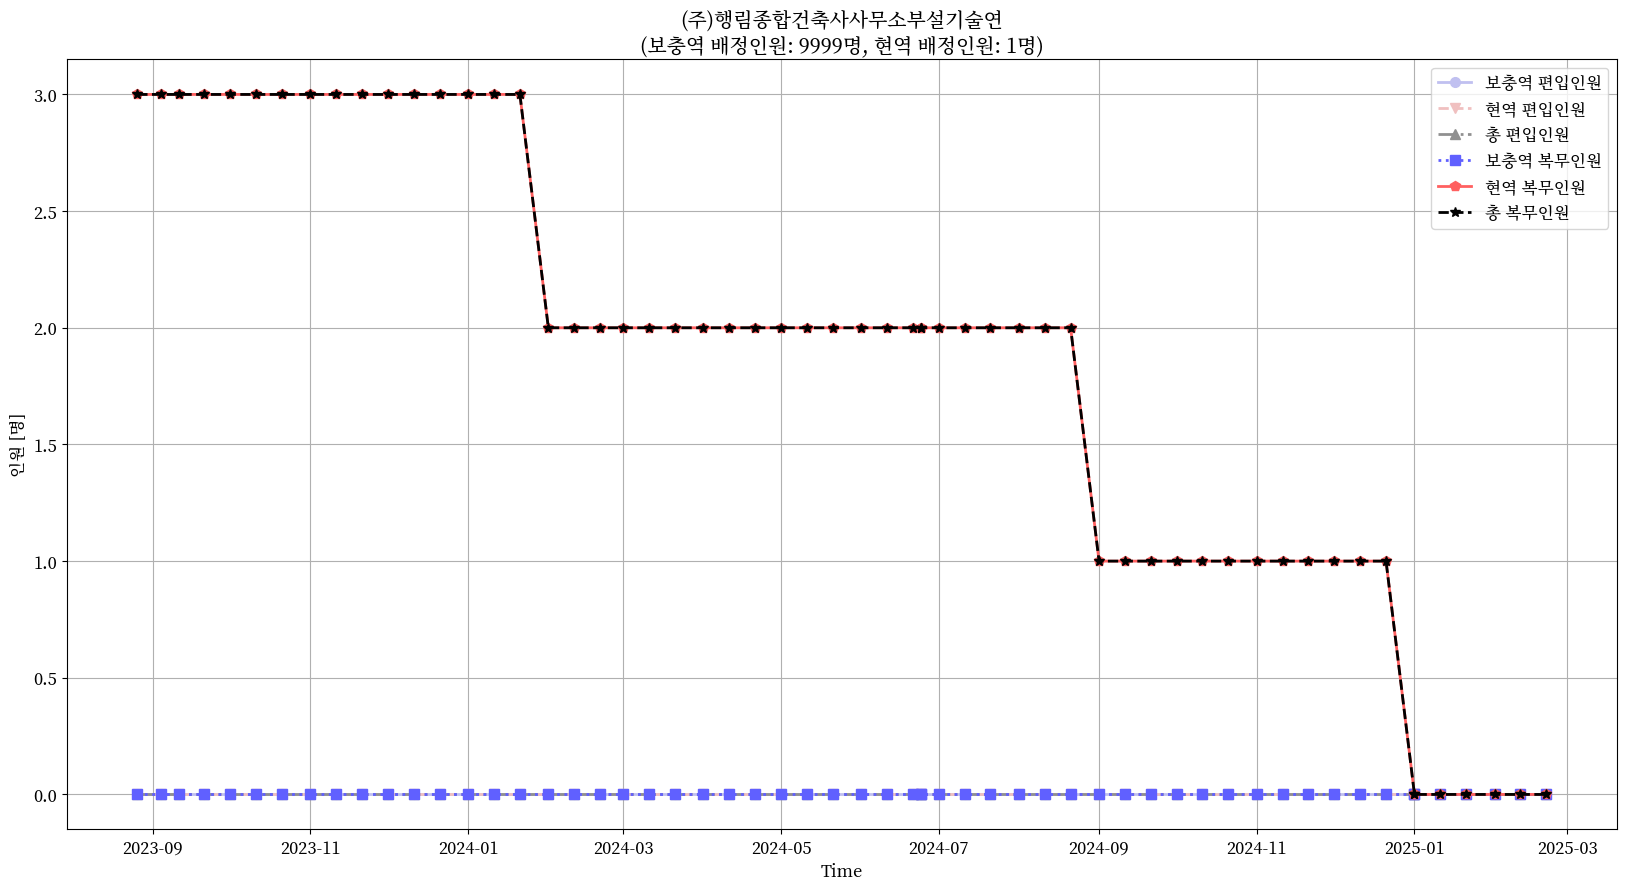 (주)행림종합건축사사무소부설기술연
(보충역 배정인원: 9999명, 현역 배정인원: 1명)
보충역 편입인원
현역 편입인원
총 편입인원
보충역 복무인원
현역 복무인원
총 복무인원
3.0
2.5
2.0
1.5
1.0
0.5
0.0
인원 [명]
2023-09
2023-11
2024-01
2024-03
2024-05
2024-07
2024-09
2024-11
2025-01
2025-03
Time